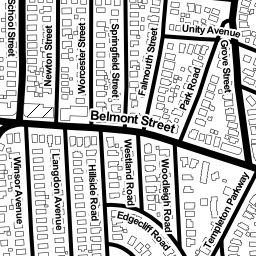 School Street
Newton Street
Worcester Street
Springfield Street
Falmouth Street
Unity Avenue
Grove Street
Park Road
Belmont Street
Winsor Avenue
Langdon Avenue
Hillside Road
Westland Road
Woodleigh Road
Edgecliff Road
Templeton Parkway